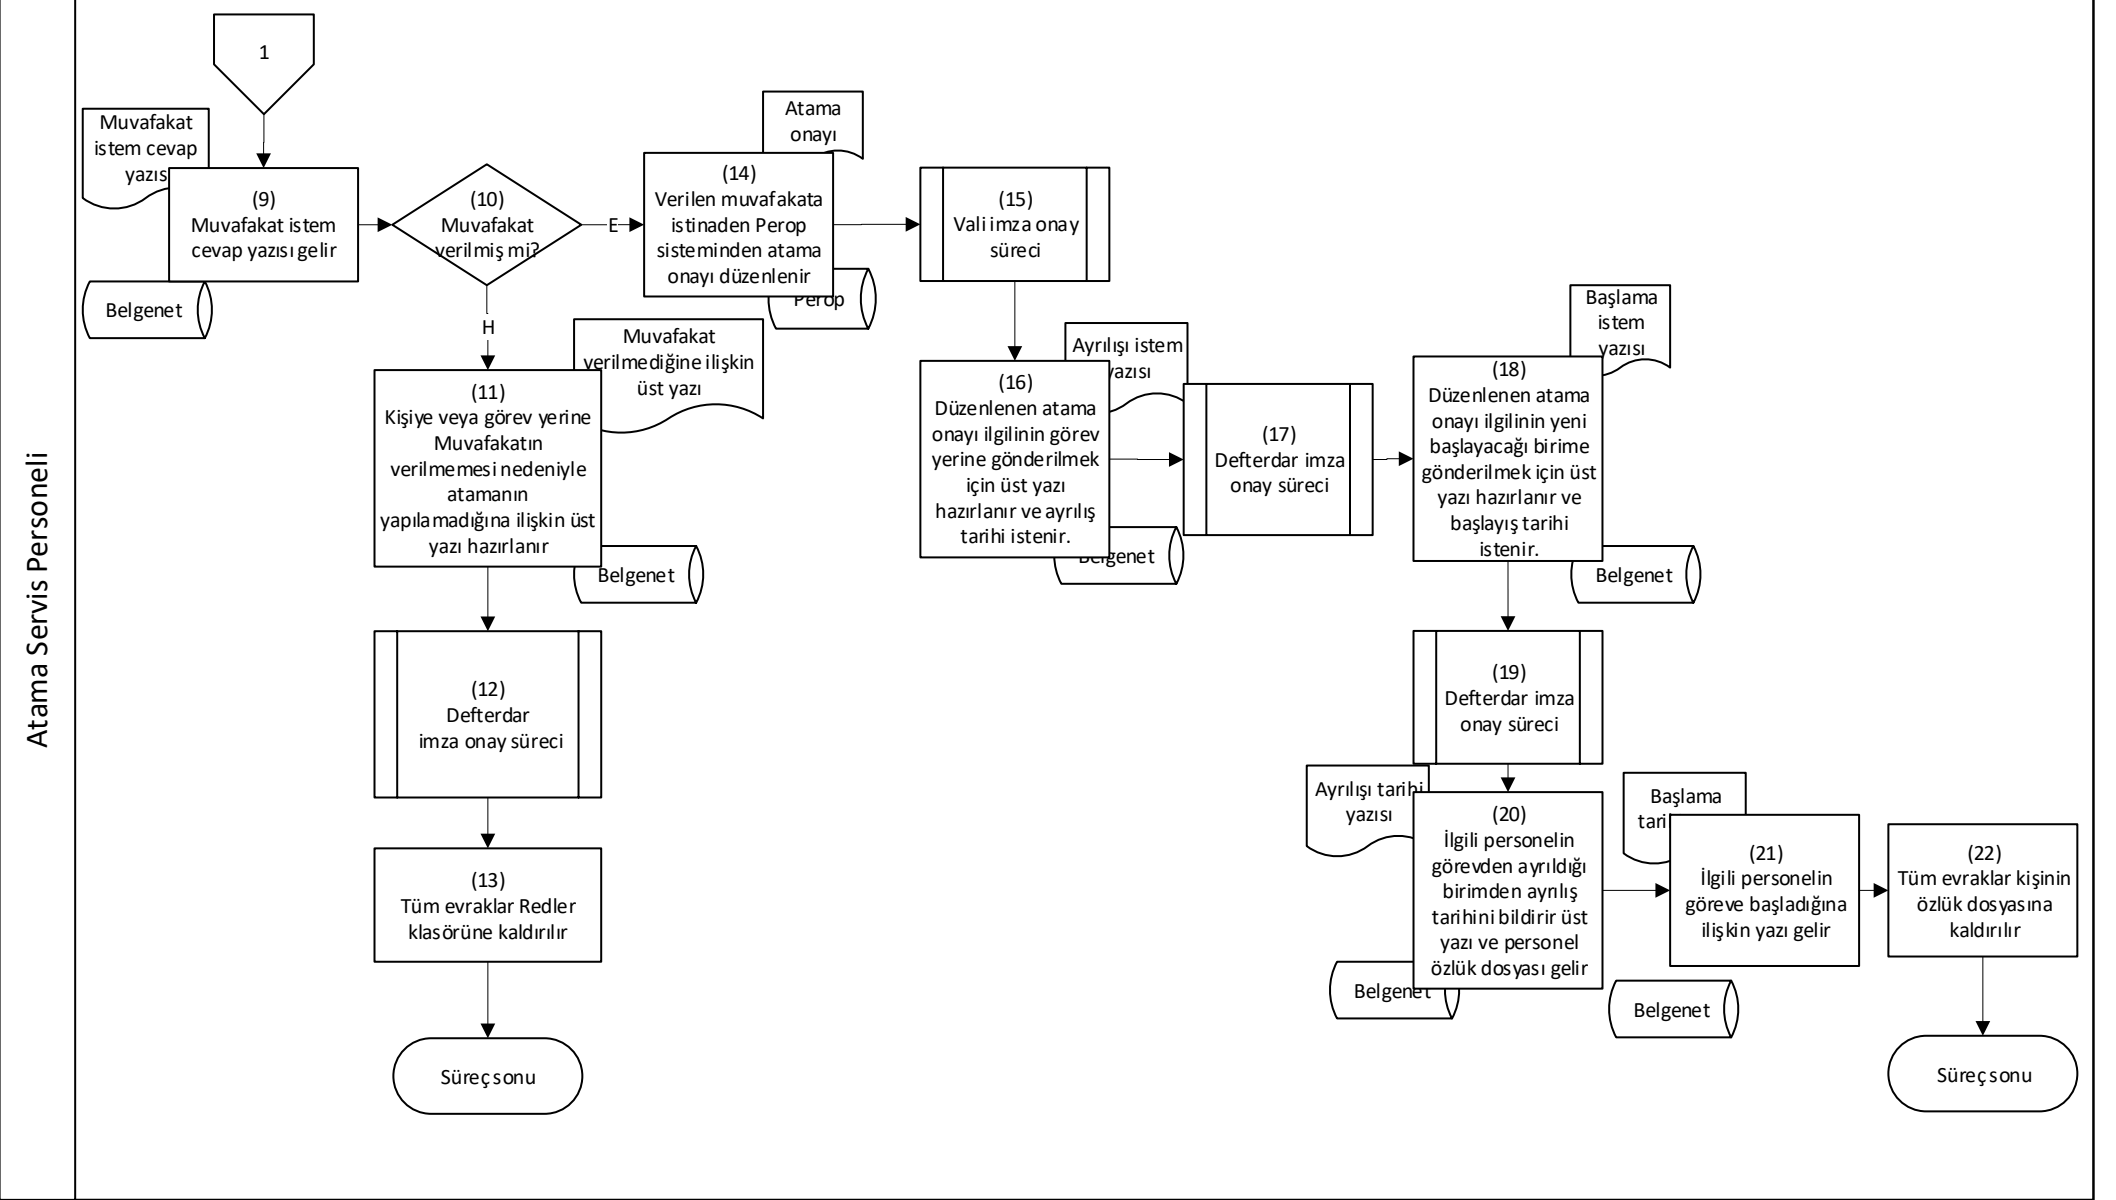 Atama Servis Personeli
1
Muvafakat
istem cevap
(9)
Muvafakat istem
cevap yazısı gelir
Belgenet
(10)
Muvafakat
verilmiş mi?
E
H
Atama
onayı
(14)
Verilen muvafakata
istinaden Perop
sisteminden atama
onayı düzenlenir
Perop
(15)
Vali imza onay
süreci
Muvafakat
verilmediğine ilişkin
üst yazı
(11)
Kişiye veya görev yerine
Muvafakatın
verilmemesi nedeniyle
atamanın
yapılamadığına ilişkin üst
yazı hazırlanır
Belgenet
(12)
Defterdar
imza onay süreci
(13)
Tüm evraklar Redler
klasörüne kaldırılır
Süreç sonu
Ayrılışı istem
yazısı
(16)
Düzenlenen atama
onayı ilgilinin görev
yerine gönderilmek
için üst yazı
hazırlanır ve ayrılış
tarihi istenir.
Belgenet
(17)
Defterdar imza
onay süreci
Başlama
istem
yazısı
(18)
Düzenlenen atama
onayı ilgilinin yeni
başlayacağı birime
gönderilmek için üst
yazı hazırlanır ve
başlayış tarihi
istenir.
Belgenet
(19)
Defterdar imza
onay süreci
Ayrılışı tarihi
yazısı
(20)
İlgili personelin
görevden ayrıldığı
birimden ayrılış
tarihini bildirir üst
yazı ve personel
özlük dosyası gelir
Belgenet
Başlama
(21)
İlgili personelin
göreve başladığına
ilişkin yazı gelir
Belgenet
(22)
Tüm evraklar kişinin
özlük dosyasına
kaldırılır
Süreç sonu